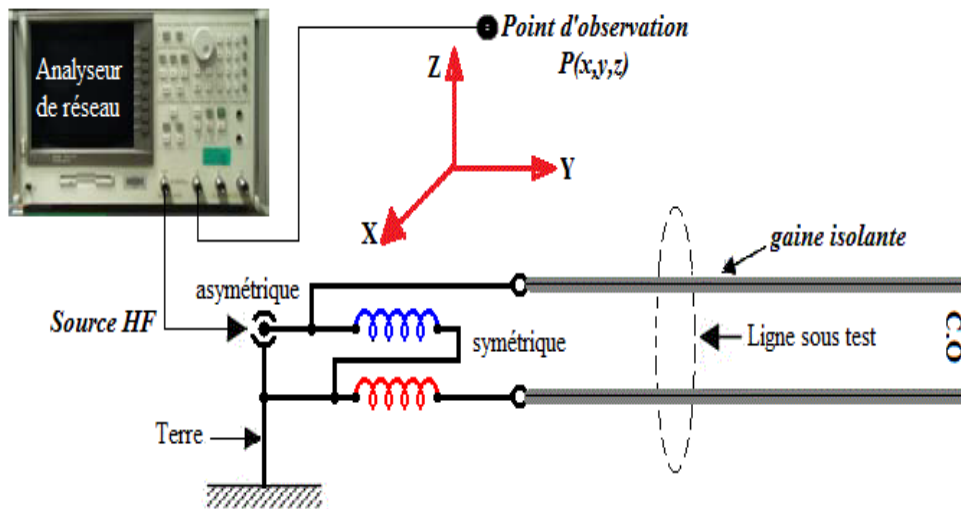 Analyseur
de réseau
Point d'observation
P(x,y,z)
Z
Y
X
gaine isolante
asymétrique
Source HF
symétrique
Ligne sous test
C.O
Terre